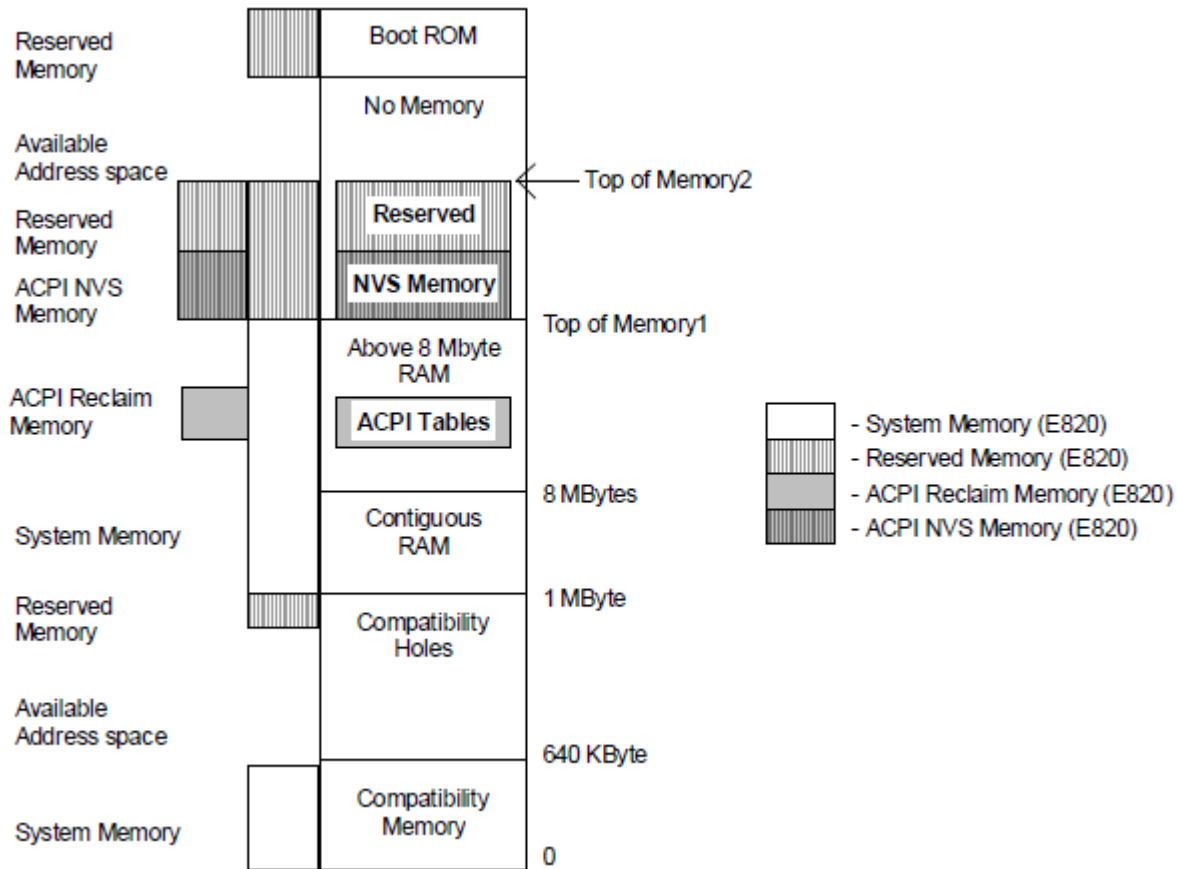 Reserved
Memory
Boot ROM
No Memory
Available
Address space
Top of Memory2
Reserved
Memory
Reserved
ACPI NVS
Memory
NVS Memory
Top of Memory1
Above 8 Mbyte
RAM
ACPI Reclaim
Memory
ACPI Tables
- System Memory (E820)
- Reserved Memory (E820)
- ACPI Reclaim Memory (E820)
- ACPI NVS Memory (E820)
8 MBytes
System Memory
Contiguous
RAM
1 MByte
Reserved
Memory
Compatibility
Holes
Available
Address space
640 KByte
System Memory
Compatibility
Memory
0